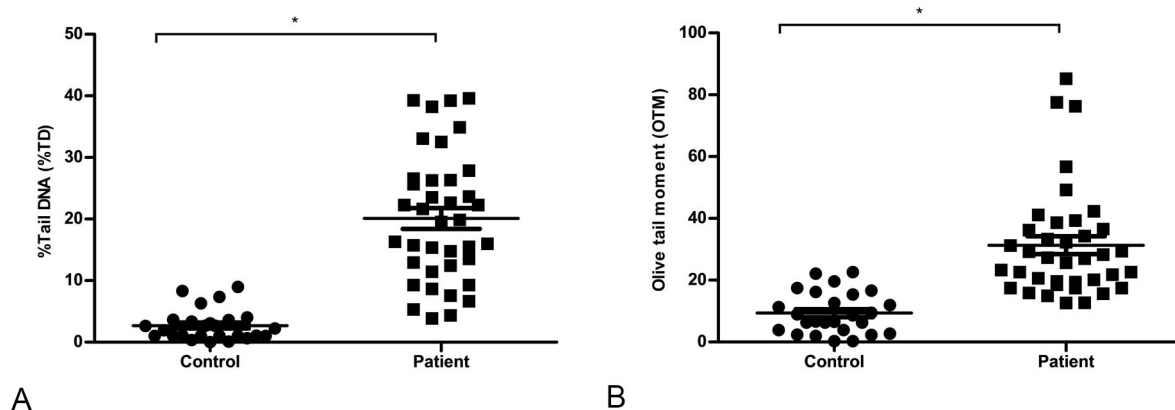 *
50
40
30
20
10
0
%Tail DNA (%TD)
Control
Patient
A
*
100
80
60
40
20
0
Olive tail moment (OTM)
Control
Patient
B